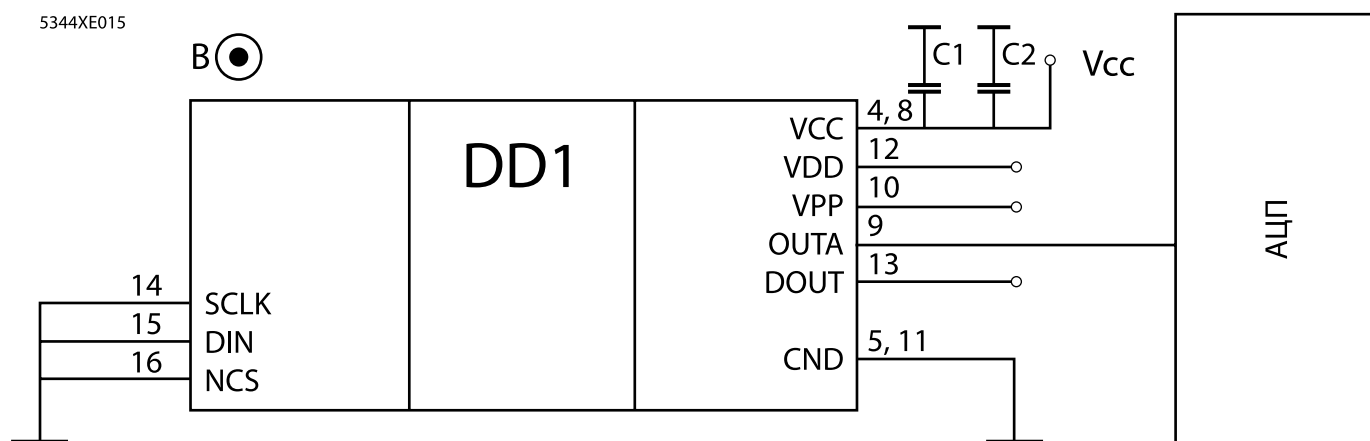 5344XE015
B
C1
C2
Vcc
DD1
VCC
4, 8
VDD
12
VPP
10
OUTA
9
DOUT
13
14
SCLK
15
DIN
16
NCS
CND
5, 11
АЦП